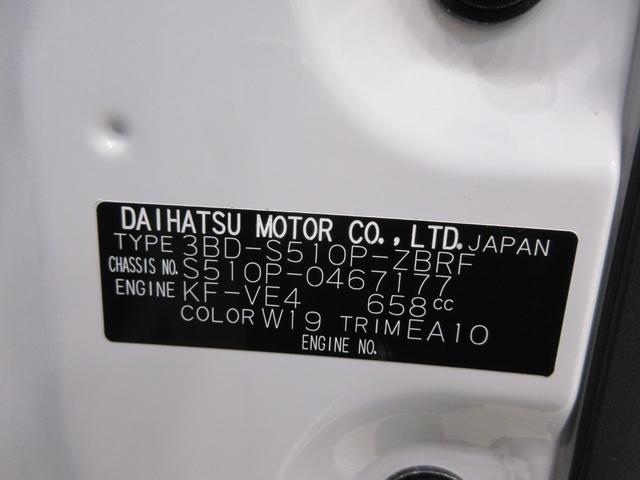 DAIHATSU MOTOR CO.,LTD. JAPAN
TYPE 3BD-S510P-ZBRF
CHASSIS NO. S510P-0467177
ENGINE KF-VE4 658cc
COLOR W19 TRIM EA10
ENGINE NO.